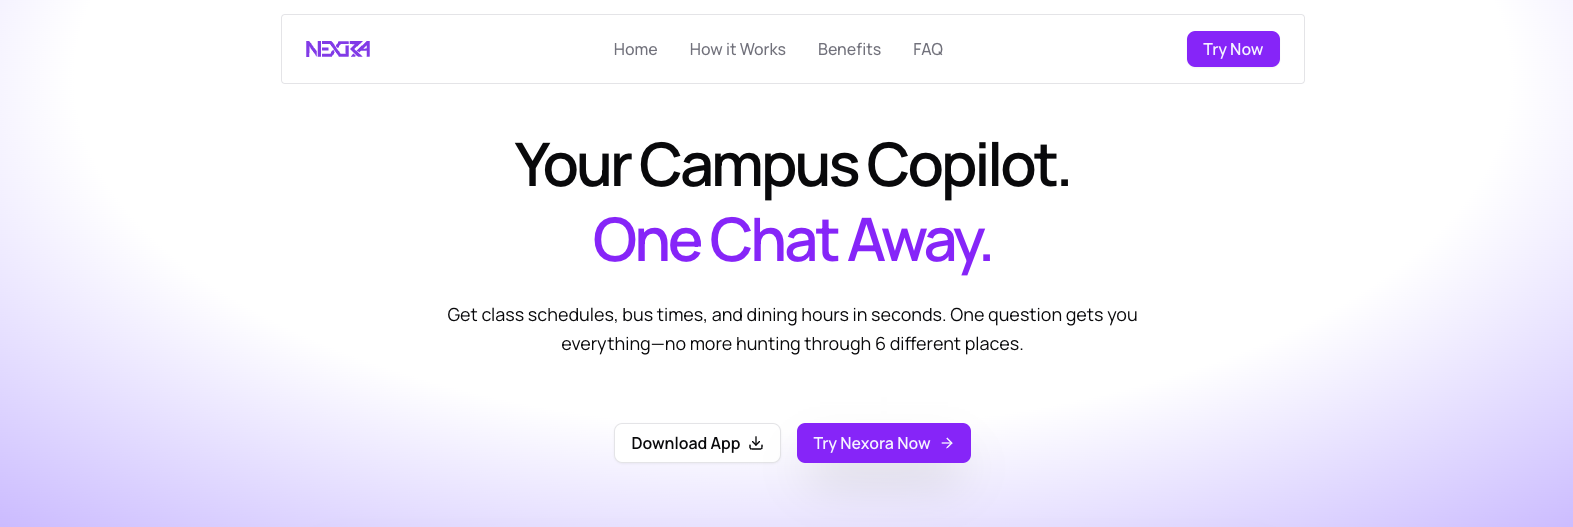 NEXORA
Home
How it Works
Benefits
FAQ
Try Now
Your Campus Copilot.
One Chat Away.
Get class schedules, bus times, and dining hours in seconds. One question gets you
everything—no more hunting through 6 different places.
Download App
Try Nexora Now